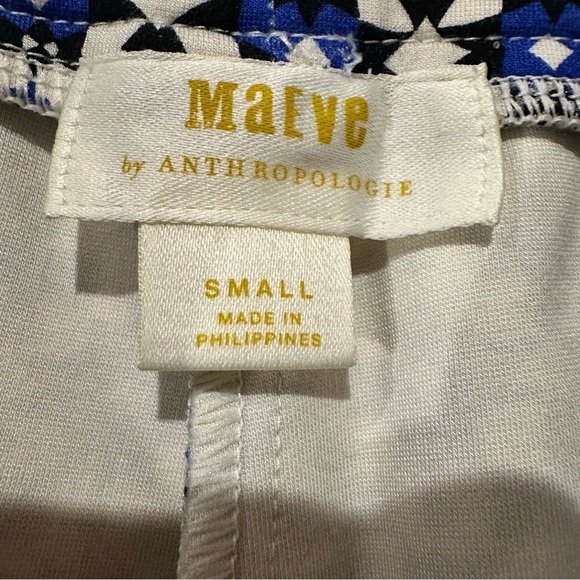 MaEve
by ANTHROPOLOGIE
SMALL
MADE IN
PHILIPPINES